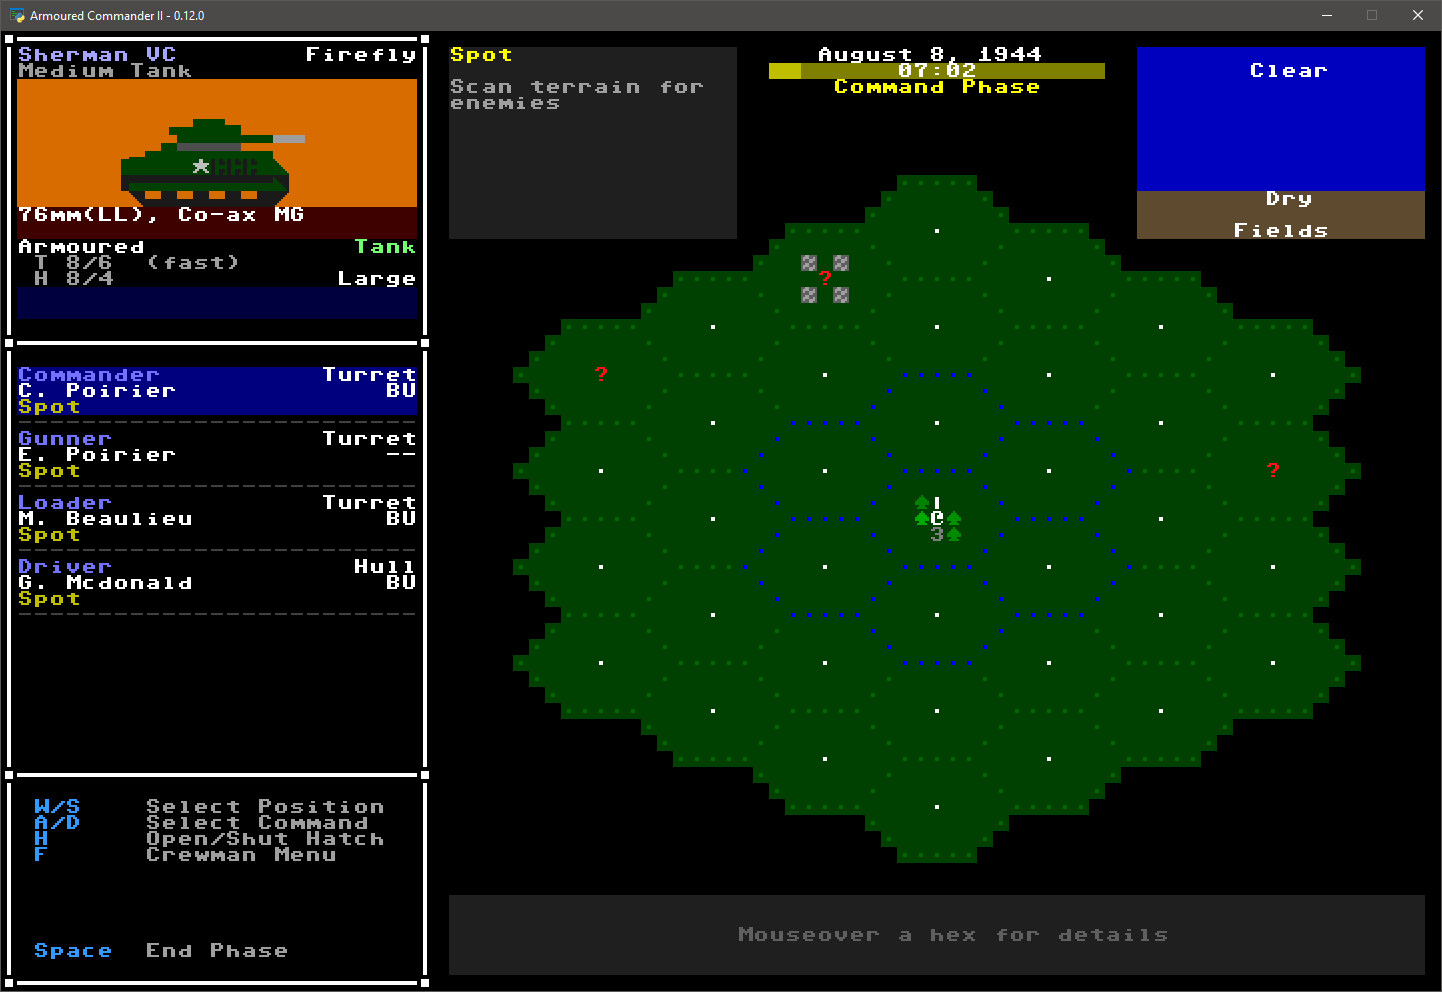 Armoured Commander II - 0.12.0
Sherman VC Firefly
Medium Tank
76mm(LL), Co-ax MG
Armoured Tank
T 8/6 (fast)
H 8/4 Large
Commander Turret
C. Poirier BU
Spot
Gunner Turret
E. Poirier --
Spot
Loader Turret
M. Beaulieu BU
Spot
Driver Hull
G. Mcdonald BU
Spot
W/S Select Position
A/D Select Command
H Open/Shut Hatch
F Crewman Menu
Space End Phase
Spot
Scan terrain for
enemies
August 8, 1944
07:02
Command Phase
Clear
Dry
Fields
?
?
?
@
3
Mouseover a hex for details